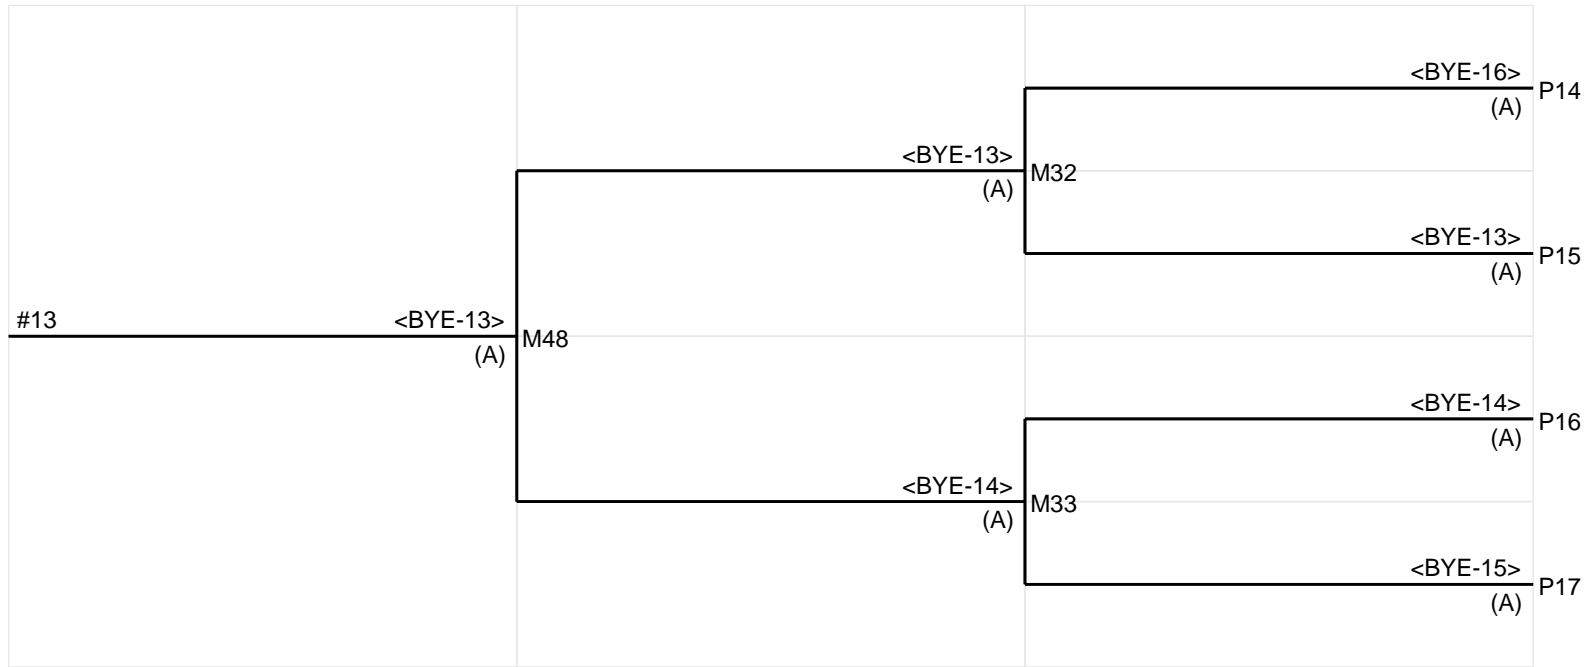 <BYE-16>
P14
(A)
<BYE-13>
M32
(A)
<BYE-13>
P15
(A)
#13
<BYE-13>
M48
(A)
<BYE-14>
P16
(A)
<BYE-14>
M33
(A)
<BYE-15>
P17
(A)